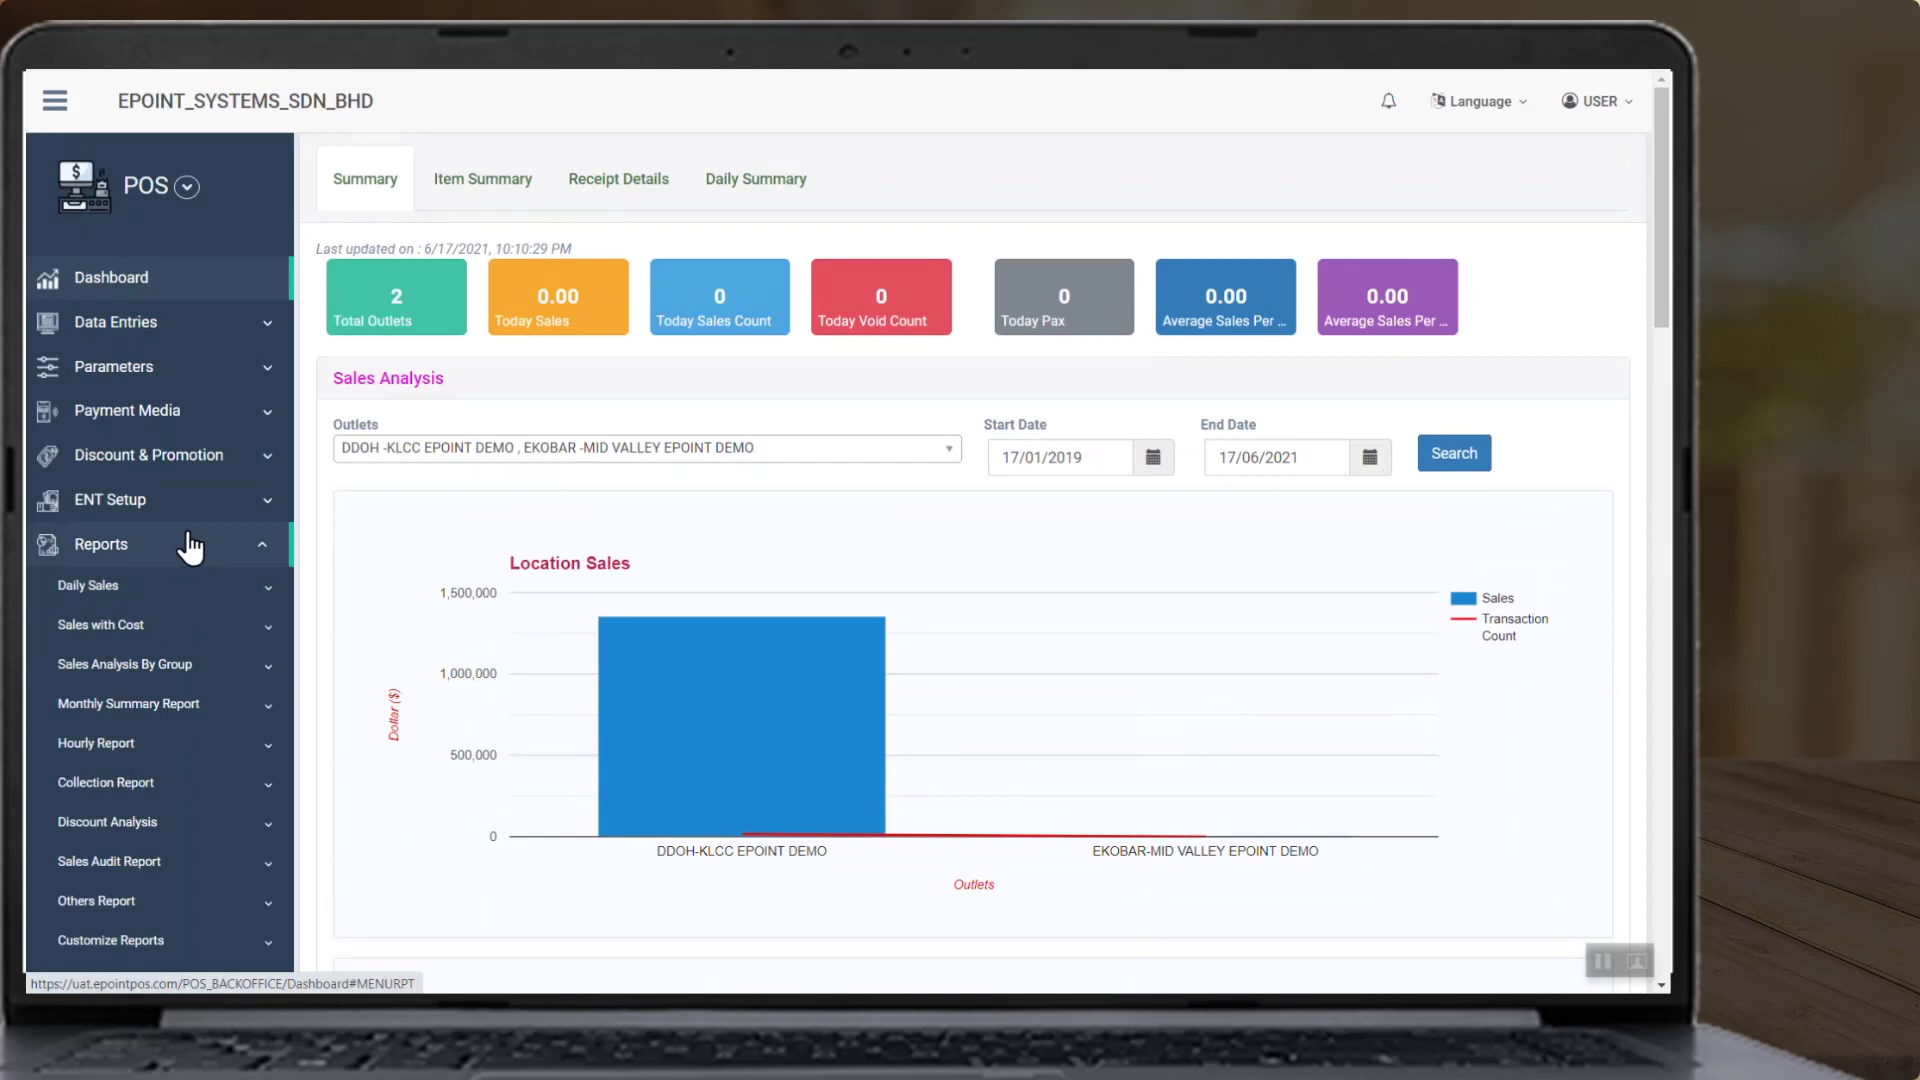 EPOINT_SYSTEMS_SDN_BHD
Language
USER
POS
Summary
Item Summary
Receipt Details
Daily Summary
Last updated on : 6/17/2021, 10:10:29 PM
2
Total Outlets
0.00
Today Sales
0
Today Sales Count
0
Today Void Count
0
Today Pax
0.00
Average Sales Per ...
0.00
Average Sales Per ...
Dashboard
Data Entries
Parameters
Payment Media
Discount & Promotion
ENT Setup
Reports
Daily Sales
Sales with Cost
Sales Analysis By Group
Monthly Summary Report
Hourly Report
Collection Report
Discount Analysis
Sales Audit Report
Others Report
Customize Reports
Sales Analysis
Outlets
DDOH -KLCC EPOINT DEMO , EKOBAR -MID VALLEY EPOINT DEMO
Start Date
17/01/2019
End Date
17/06/2021
Search
Location Sales
1,500,000
1,000,000
500,000
0
Dollar ($)
DDOH-KLCC EPOINT DEMO
EKOBAR-MID VALLEY EPOINT DEMO
Outlets
Sales
Transaction
Count
https://uat.epointpos.com/POS_BACKOFFICE/Dashboard#MENURPT